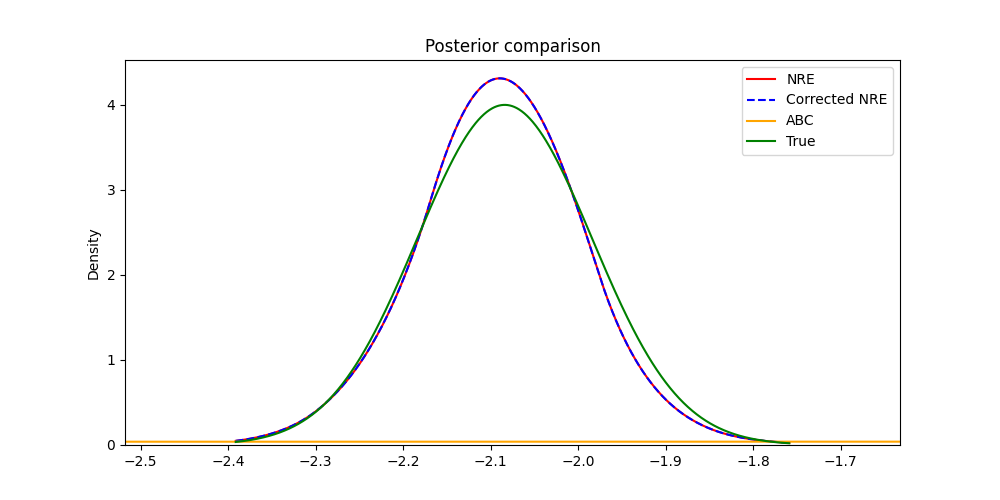 Posterior comparison
NRE
Corrected NRE
ABC
True
Density
4
3
2
1
0
−2.5 −2.4 −2.3 −2.2 −2.1 −2.0 −1.9 −1.8 −1.7